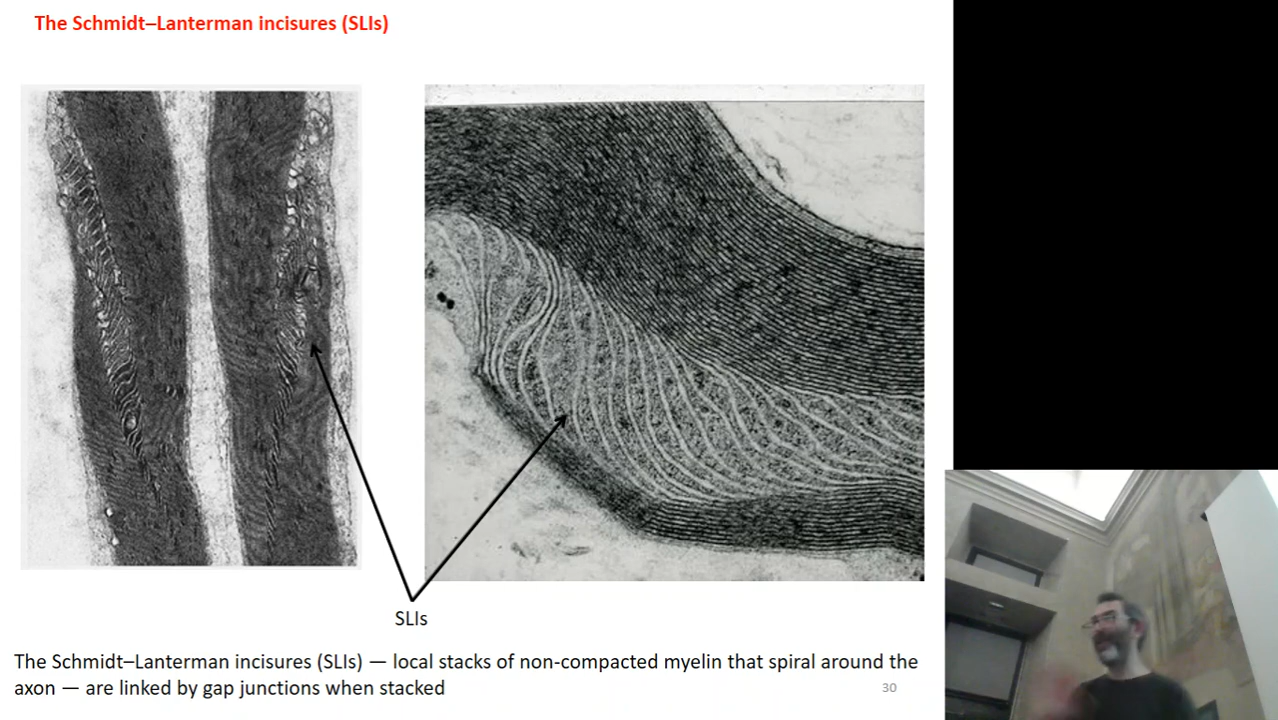 The Schmidt–Lanterman incisures (SLIs)
SLIs
The Schmidt–Lanterman incisures (SLIs) — local stacks of non-compacted myelin that spiral around the
axon — are linked by gap junctions when stacked
30